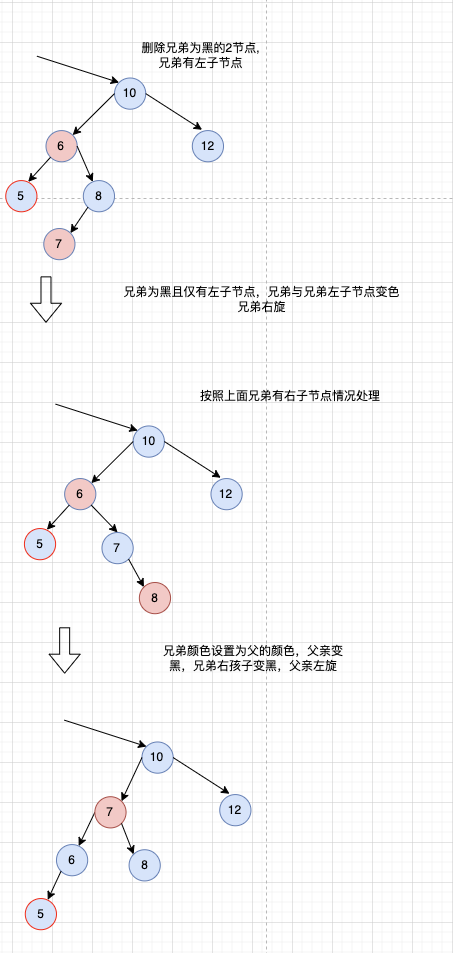 删除兄弟为黑的2节点,
兄弟有左子节点
10
6
12
5
8
7
兄弟为黑且仅有左子节点，兄弟与兄弟左子节点变色
兄弟右旋
按照上面兄弟有右子节点情况处理
10
6
12
5
7
8
兄弟颜色设置为父的颜色，父亲变
黑，兄弟右孩子变黑，父亲左旋
10
7
12
6
8
5